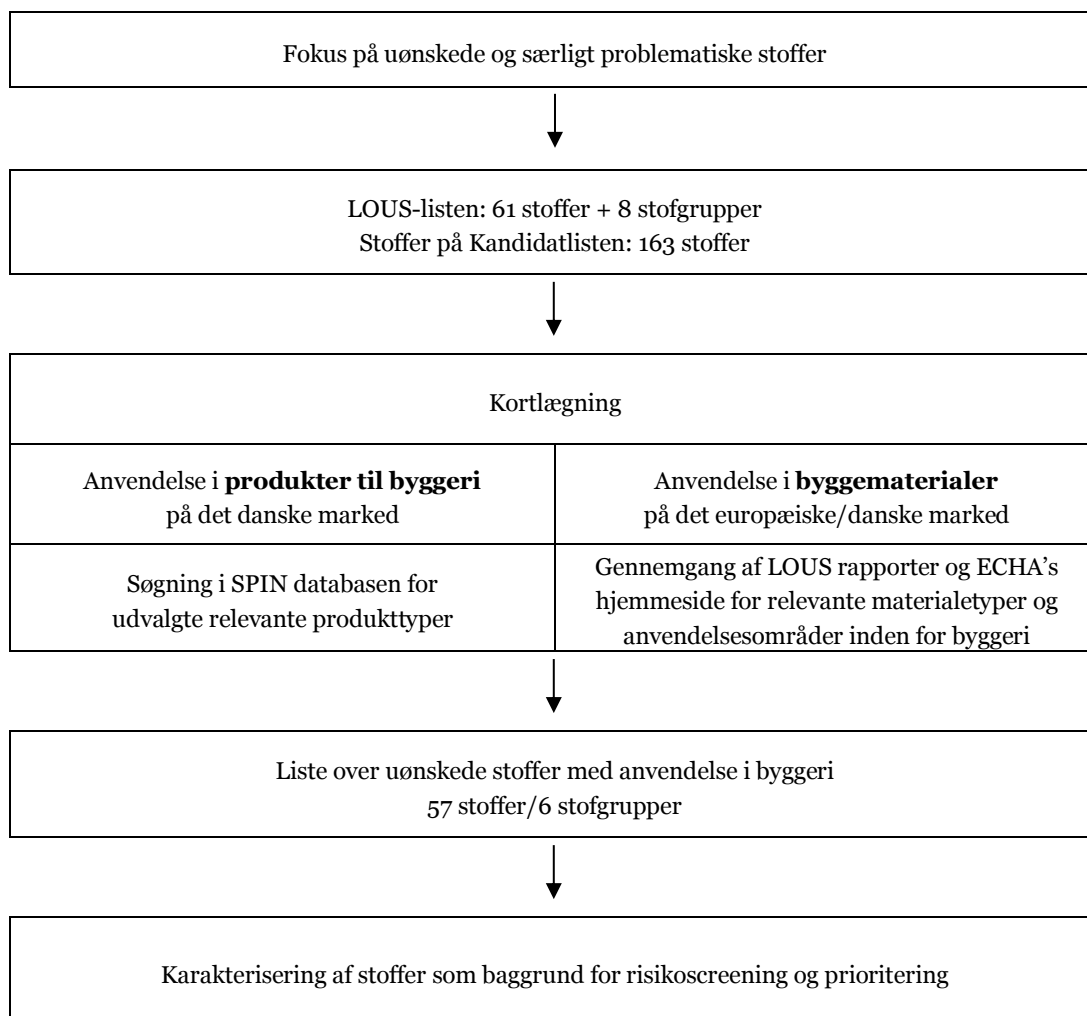 Fokus på uønskede og særligt problematiske stoffer
LOUS-listen: 61 stoffer + 8 stofgrupper
Stoffer på Kandidatlisten: 163 stoffer
Kortlægning
Anvendelse i produkter til byggeri
på det danske marked
Anvendelse i byggematerialer
på det europæiske/danske marked
Søgning i SPIN databasen for
udvalgte relevante produkttyper
Gennemgang af LOUS rapporter og ECHA’s
hjemmeside for relevante materialetyper og
anvendelsesområder inden for byggeri
Liste over uønskede stoffer med anvendelse i byggeri
57 stoffer/6 stofgrupper
Karakterisering af stoffer som baggrund for risikoscreening og prioritering